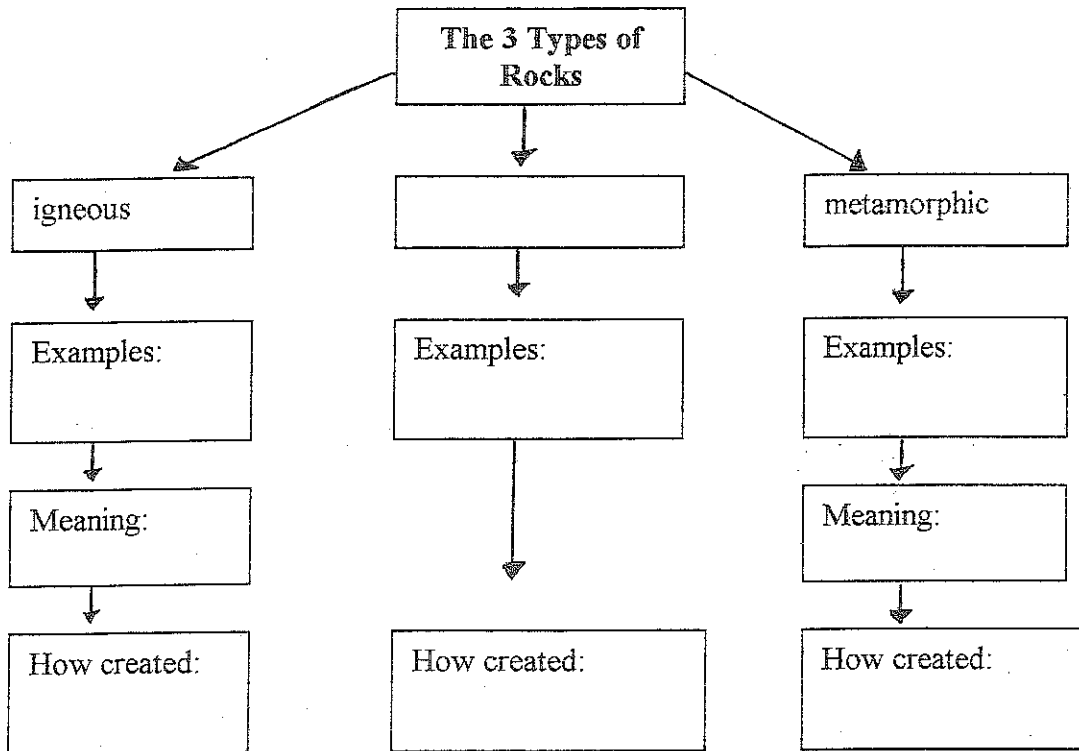 The 3 Types of
Rocks
igneous
metamorphic
Examples:
Examples:
Examples:
Meaning:
Meaning:
How created:
How created:
How created: